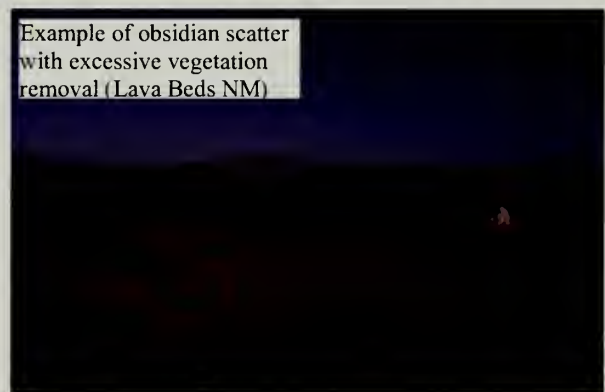 Example of obsidian scatter
with excessive vegetation
removal (Lava Beds NM)